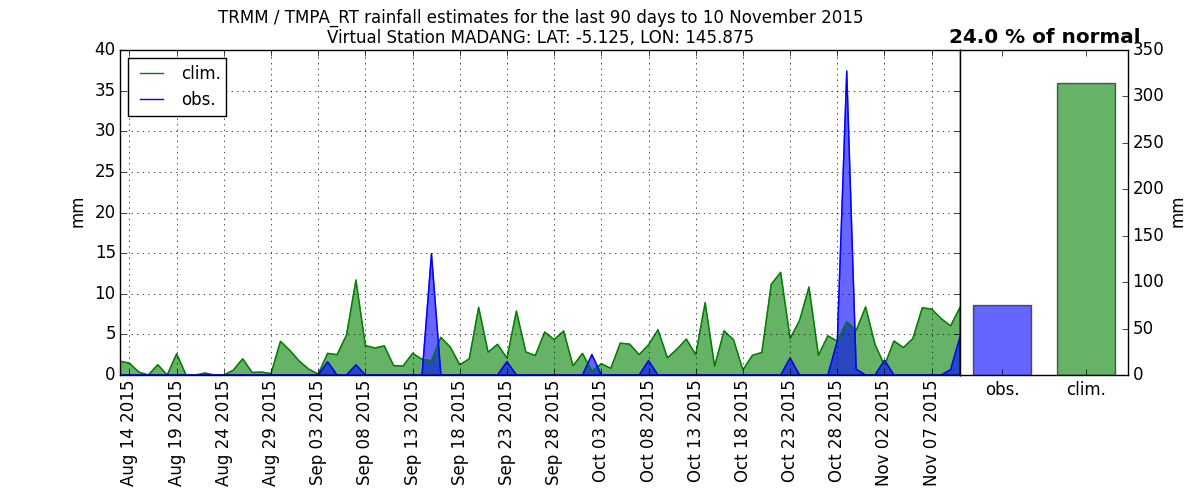 TRMM / TMPA_RT rainfall estimates for the last 90 days to 10 November 2015
Virtual Station MADANG: LAT: -5.125, LON: 145.875
24.0 % of normal
clim.
obs.
40
35
30
25
20
15
10
5
0
mm
Aug 14 2015
Aug 19 2015
Aug 24 2015
Aug 29 2015
Sep 03 2015
Sep 08 2015
Sep 13 2015
Sep 18 2015
Sep 23 2015
Sep 28 2015
Oct 03 2015
Oct 08 2015
Oct 13 2015
Oct 18 2015
Oct 23 2015
Oct 28 2015
Nov 02 2015
Nov 07 2015
350
300
250
200
150
100
50
0
mm
obs.
clim.